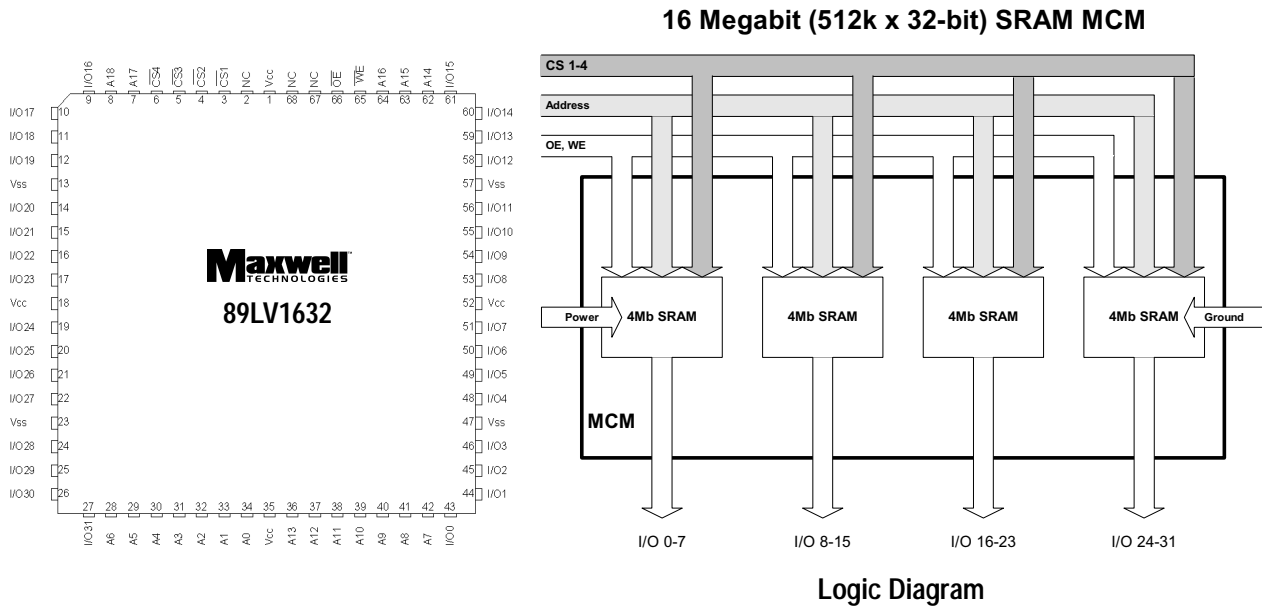 16 Megabit (512k x 32-bit) SRAM MCM
I/O16 A18 A17 CS4 CS3 CS2 CS1 NC Vcc NC NC OE WE A16 A15 A14 I/O15
9 8 7 6 5 4 3 2 1 68 67 66 65 64 63 62 61
I/O17 10 60 I/O14
I/O18 11 59 I/O13
I/O19 12 58 I/O12
Vss 13 57 Vss
I/O20 14 56 I/O11
I/O21 15 55 I/O10
I/O22 16 54 I/O9
I/O23 17 53 I/O8
Vcc 18 52 Vcc
I/O24 19 51 I/O7
I/O25 20 50 I/O6
I/O26 21 49 I/O5
I/O27 22 48 I/O4
Vss 23 47 Vss
I/O28 24 46 I/O3
I/O29 25 45 I/O2
I/O30 26 44 I/O1
Maxwell™
TECHNOLOGIES
89LV1632
27 28 29 30 31 32 33 34 35 36 37 38 39 40 41 42 43
I/O31 A6 A5 A4 A3 A2 A1 A0 Vcc A13 A12 A11 A10 A9 A8 A7 I/O0
CS 1-4
Address
OE, WE
Power 4Mb SRAM 4Mb SRAM 4Mb SRAM 4Mb SRAM Ground
MCM
I/O 0-7 I/O 8-15 I/O 16-23 I/O 24-31
Logic Diagram